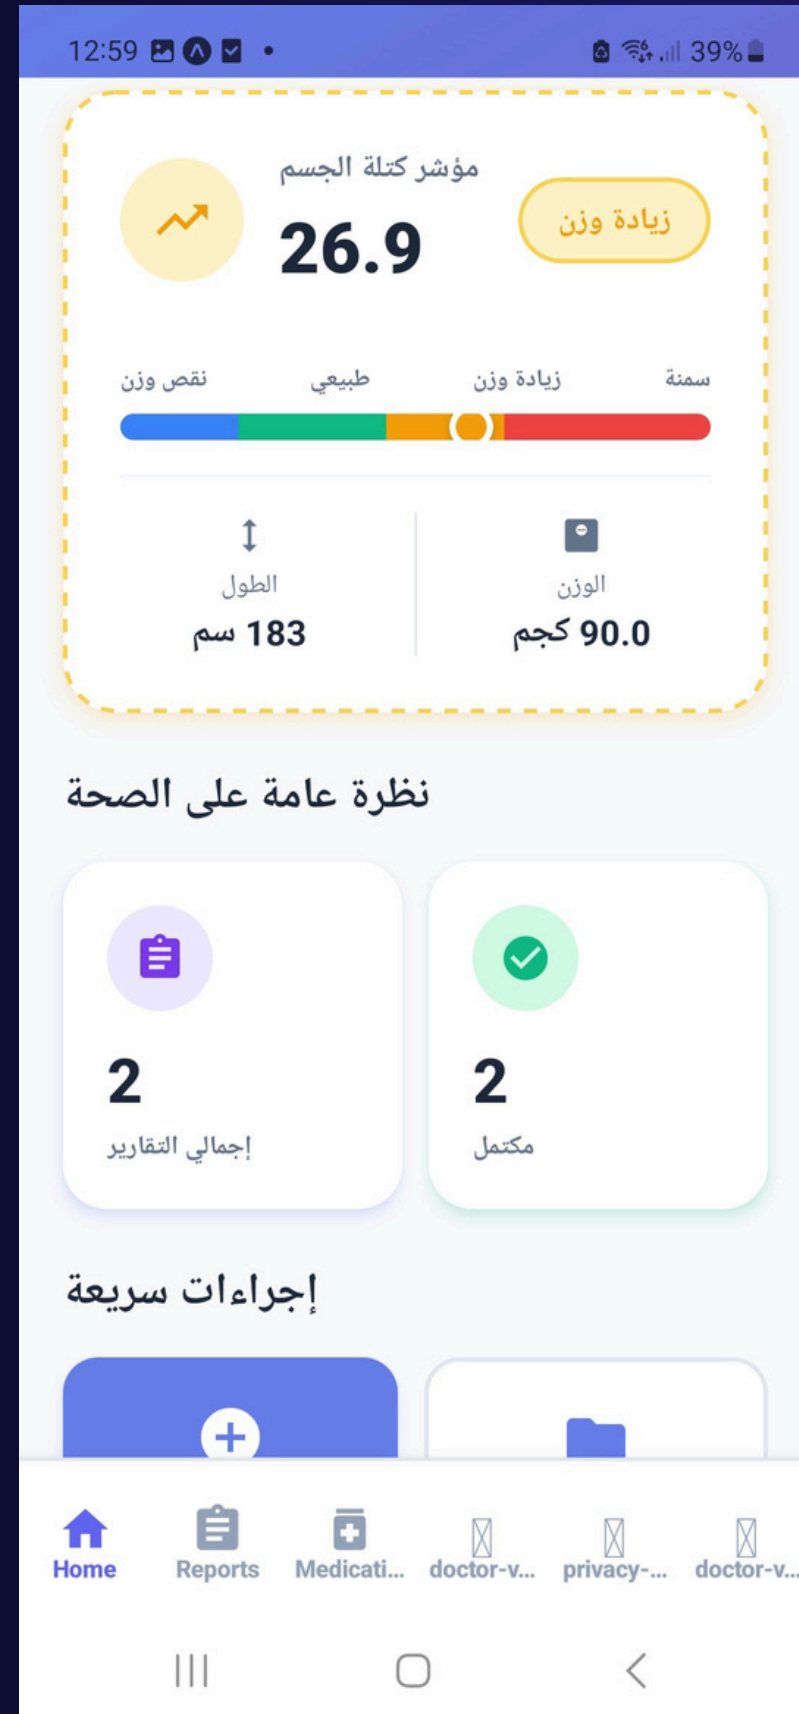 12:59
39%
مؤشر كتلة الجسم
26.9
زيادة وزن
نقص وزن
طبيعي
زيادة وزن
سمنة
الطول
183 سم
الوزن
90.0 كجم
نظرة عامة على الصحة
2
إجمالي التقارير
2
مكتمل
إجراءات سريعة
Home
Reports
Medicati...
doctor-v...
privacy-...
doctor-v...